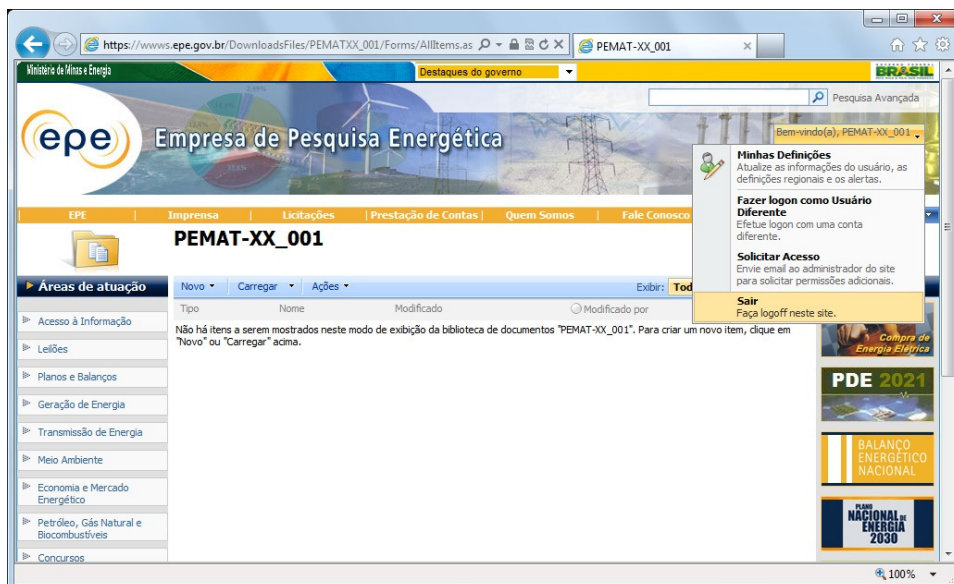 https://wwws.epe.gov.br/DownloadsFiles/PEMATXX_001/Forms/AllItems.as
PEMAT-XX_001
Ministério de Minas e Energia
Destaques do governo
BRASIL
Pesquisa Avançada
epe
Empresa de Pesquisa Energética
Bem-vindo(a), PEMAT-XX_001
Minhas Definições
Atualize as informações do usuário, as
definições regionais e os alertas.
Fazer logon como Usuário
Diferente
Efetue logon com uma conta
diferente.
Solicitar Acesso
Envie email ao administrador do site
para solicitar permissões adicionais.
Sair
Faça logoff neste site.
EPE | Imprensa | Licitações | Prestação de Contas | Quem Somos | Fale Conosco
PEMAT-XX_001
Áreas de atuação
Novo Carregar Ações Exibir: Tod
Tipo Nome Modificado Modificado por
Não há itens a serem mostrados neste modo de exibição da biblioteca de documentos "PEMAT-XX_001". Para criar um novo item, clique em
"Novo" ou "Carregar" acima.
Acesso à Informação
Leilões
Planos e Balanços
Geração de Energia
Transmissão de Energia
Meio Ambiente
Economia e Mercado
Energético
Petróleo, Gás Natural e
Biocombustíveis
Concursos
Compra de
Energia Elétrica
PDE 2021
BALANÇO
ENERGÉTICO
NACIONAL
PLANO
NACIONAL DE
ENERGIA
2030
100%